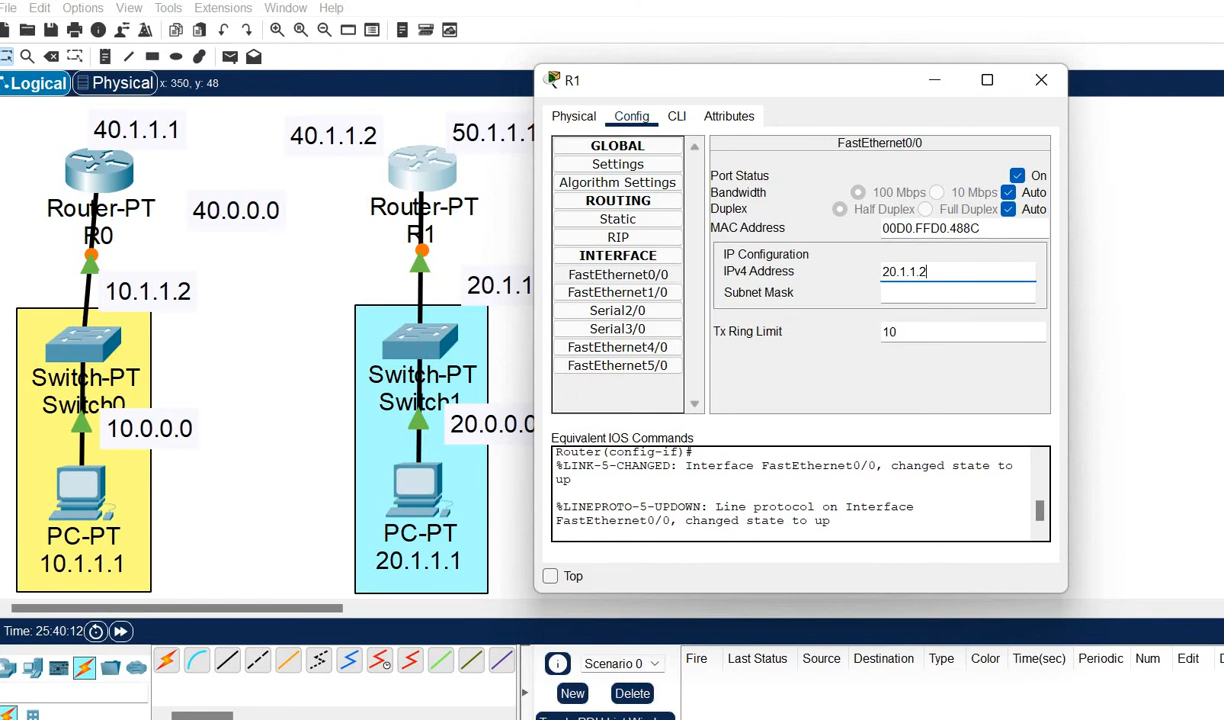 File Edit Options View Tools Extensions Window Help
Logical Physical x: 350, y: 48
40.1.1.1
40.1.1.2
50.1.1.1
Router-PT
R0
40.0.0.0
Router-PT
R1
10.1.1.2
20.1.1
Switch-PT
Switch0
Switch-PT
Switch1
10.0.0.0
20.0.0.0
PC-PT
10.1.1.1
PC-PT
20.1.1.1
R1
Physical Config CLI Attributes
GLOBAL
Settings
Algorithm Settings
ROUTING
Static
RIP
INTERFACE
FastEthernet0/0
FastEthernet1/0
Serial2/0
Serial3/0
FastEthernet4/0
FastEthernet5/0
FastEthernet0/0
Port Status On
Bandwidth 100 Mbps 10 Mbps Auto
Duplex Half Duplex Full Duplex Auto
MAC Address 00D0.FFD0.488C
IP Configuration
IPv4 Address 20.1.1.2
Subnet Mask
Tx Ring Limit 10
Equivalent IOS Commands
Router(config-if)#
%LINK-5-CHANGED: Interface FastEthernet0/0, changed state to
up
%LINEPROTO-5-UPDOWN: Line protocol on Interface
FastEthernet0/0, changed state to up
Top
Time: 25:40:12
Scenario 0
New Delete
Fire Last Status Source Destination Type Color Time(sec) Periodic Num Edit